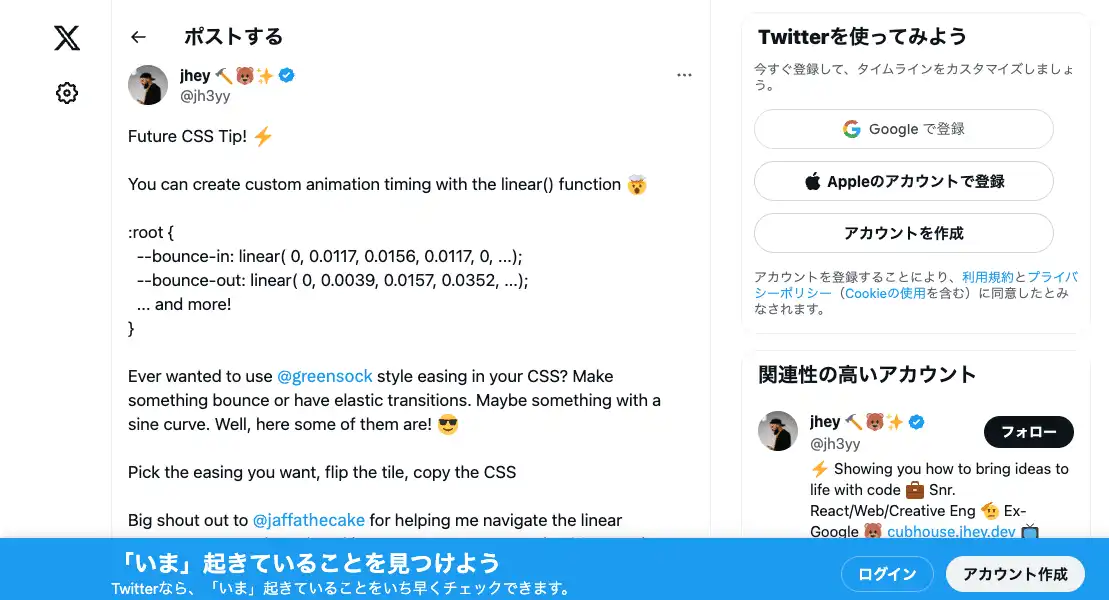 ポストする
jhey 🔨🐻✨
@jh3yy
Future CSS Tip! ⚡
You can create custom animation timing with the linear() function 🤯
:root {
--bounce-in: linear( 0, 0.0117, 0.0156, 0.0117, 0, ...);
--bounce-out: linear( 0, 0.0039, 0.0157, 0.0352, ...);
... and more!
}
Ever wanted to use @greensock style easing in your CSS? Make
something bounce or have elastic transitions. Maybe something with a
sine curve. Well, here some of them are! 😎
Pick the easing you want, flip the tile, copy the CSS
Big shout out to @jaffathecake for helping me navigate the linear
Twitterを使ってみよう
今すぐ登録して、タイムラインをカスタマイズしましょ
う。
Google で登録
Appleのアカウントで登録
アカウントを作成
アカウントを登録することにより、利用規約とプライバ
シーポリシー（Cookieの使用を含む）に同意したとみ
なされます。
関連性の高いアカウント
jhey 🔨🐻✨
@jh3yy
フォロー
⚡ Showing you how to bring ideas to
life with code 💼 Snr.
React/Web/Creative Eng 🫡 Ex-
Google 🐻 cubhouse.jhey.dev 📺
「いま」起きていることを見つけよう
Twitterなら、「いま」起きていることをいち早くチェックできます。
ログイン
アカウント作成